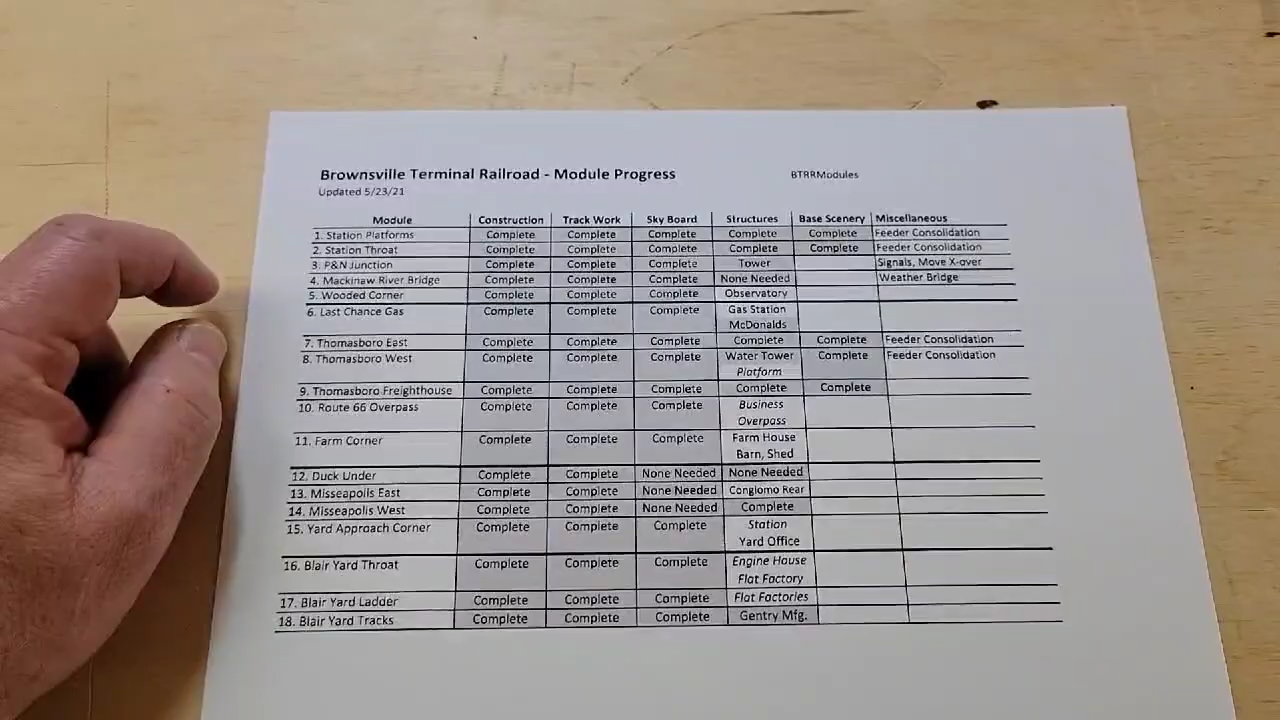 Brownsville Terminal Railroad - Module Progress BTRRModules
Updated 5/23/21
Module Construction Track Work Sky Board Structures Base Scenery Miscellaneous
1. Station Platforms Complete Complete Complete Complete Complete Feeder Consolidation
2. Station Throat Complete Complete Complete Complete Complete Feeder Consolidation
3. P&N Junction Complete Complete Complete Tower Signals, Move X-over
4. Mackinaw River Bridge Complete Complete Complete None Needed Weather Bridge
5. Wooded Corner Complete Complete Complete Observatory
6. Last Chance Gas Complete Complete Complete Gas Station
McDonalds
7. Thomasboro East Complete Complete Complete Complete Complete Feeder Consolidation
8. Thomasboro West Complete Complete Complete Water Tower Complete Feeder Consolidation
Platform
9. Thomasboro Freighthouse Complete Complete Complete Complete Complete
10. Route 66 Overpass Complete Complete Complete Business
Overpass
11. Farm Corner Complete Complete Complete Farm House
Barn, Shed
12. Duck Under Complete Complete None Needed None Needed
13. Misseapolis East Complete Complete None Needed Conglomo Rear
14. Misseapolis West Complete Complete None Needed Complete
15. Yard Approach Corner Complete Complete Complete Station
Yard Office
16. Blair Yard Throat Complete Complete Complete Engine House
Flat Factory
17. Blair Yard Ladder Complete Complete Complete Flat Factories
18. Blair Yard Tracks Complete Complete Complete Gentry Mfg.